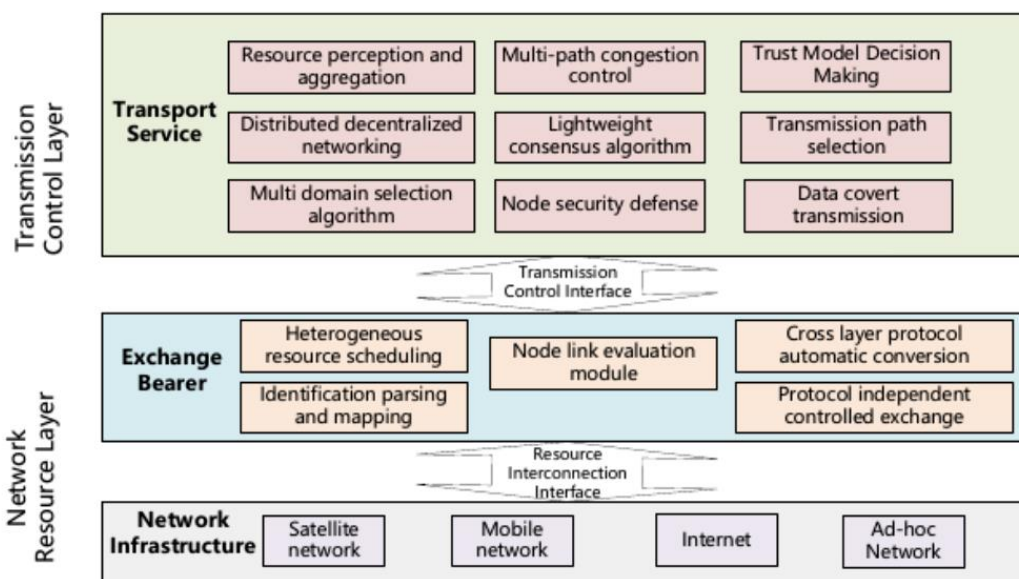 Transmission
Control Layer
Transport
Service
Resource perception and
aggregation
Multi-path congestion
control
Trust Model Decision
Making
Distributed decentralized
networking
Lightweight
consensus algorithm
Transmission path
selection
Multi domain selection
algorithm
Node security defense
Data covert
transmission
Transmission
Control Interface
Network
Resource Layer
Exchange
Bearer
Heterogeneous
resource scheduling
Node link evaluation
module
Cross layer protocol
automatic conversion
Identification parsing
and mapping
Protocol independent
controlled exchange
Resource
Interconnection
Interface
Network
Infrastructure
Satellite
network
Mobile
network
Internet
Ad-hoc
Network